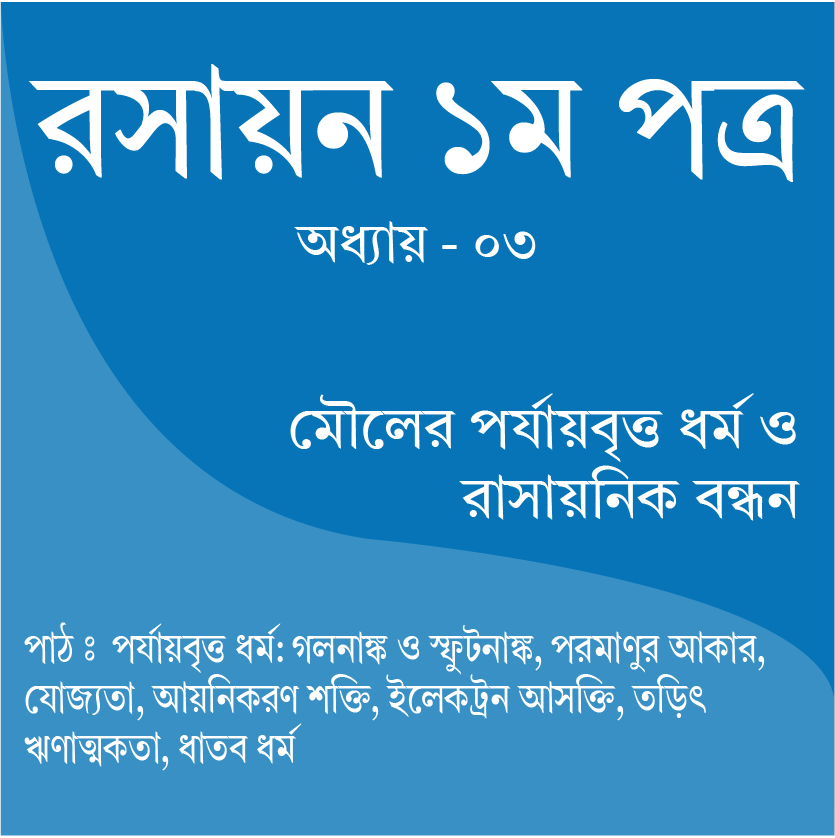 রসায়ন ১ম পত্র
অধ্যায় - ০৩
মৌলের পর্যায়বৃত্ত ধর্ম ও
রাসায়নিক বন্ধন
পাঠ ঃ পর্যায়বৃত্ত ধর্ম: গলনাঙ্ক ও স্ফুটনাঙ্ক, পরমাণুর আকার,
যোজ্যতা, আয়নিকরণ শক্তি, ইলেকট্রন আসক্তি, তড়িৎ
ঋণাত্মকতা, ধাতব ধর্ম